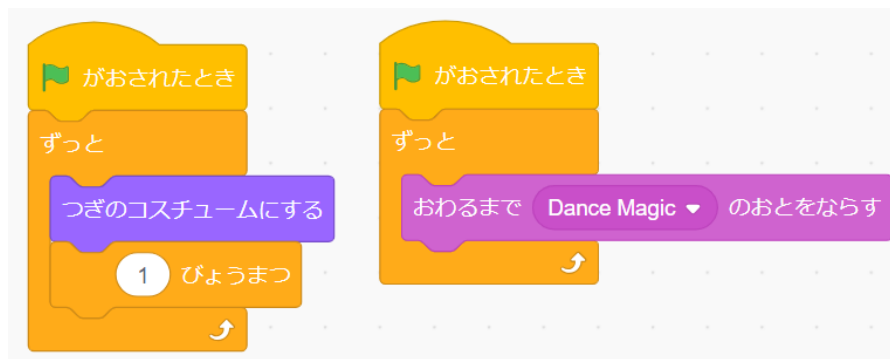 がおされたとき
ずっと
つぎのコスチュームにする
1 びょうまつ
がおされたとき
ずっと
おわるまで Dance Magic のおとをならす